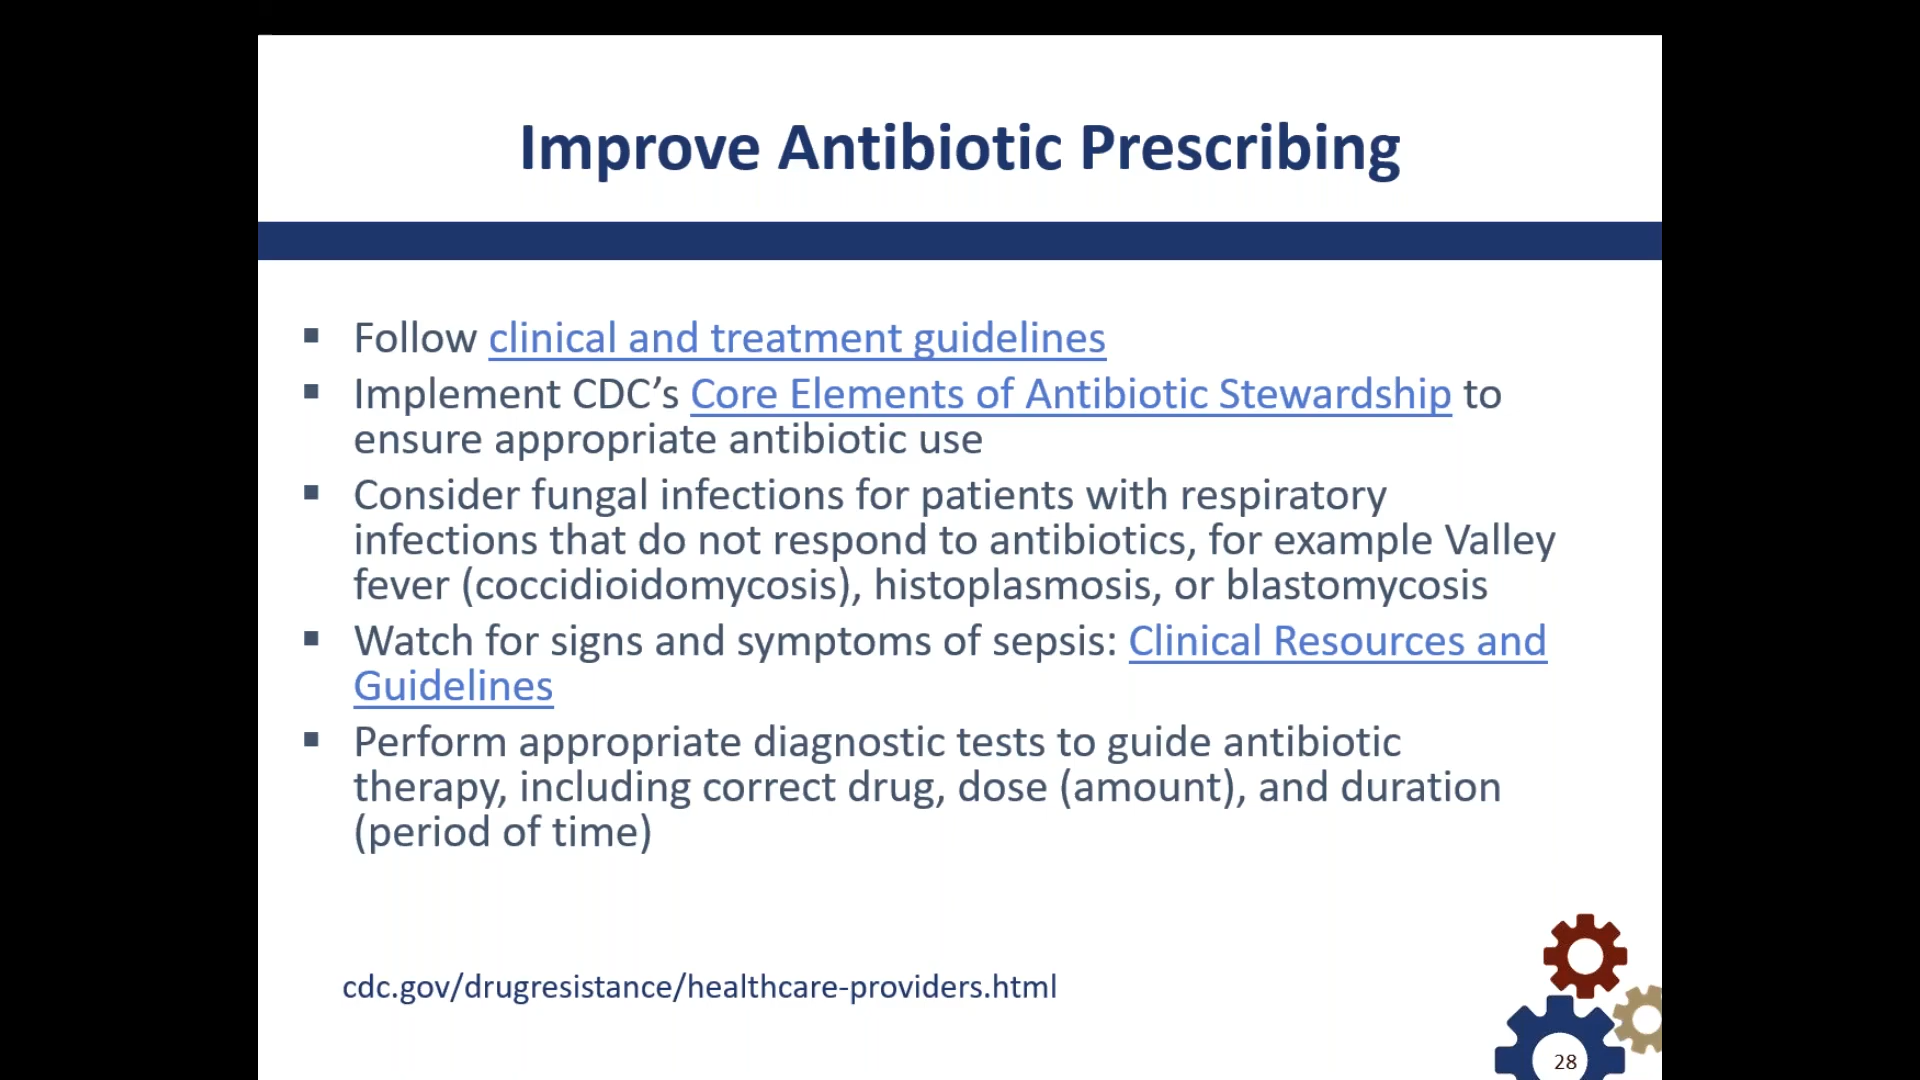 Improve Antibiotic Prescribing
▪ Follow clinical and treatment guidelines
▪ Implement CDC’s Core Elements of Antibiotic Stewardship to
ensure appropriate antibiotic use
▪ Consider fungal infections for patients with respiratory
infections that do not respond to antibiotics, for example Valley
fever (coccidioidomycosis), histoplasmosis, or blastomycosis
▪ Watch for signs and symptoms of sepsis: Clinical Resources and
Guidelines
▪ Perform appropriate diagnostic tests to guide antibiotic
therapy, including correct drug, dose (amount), and duration
(period of time)
cdc.gov/drugresistance/healthcare-providers.html
28